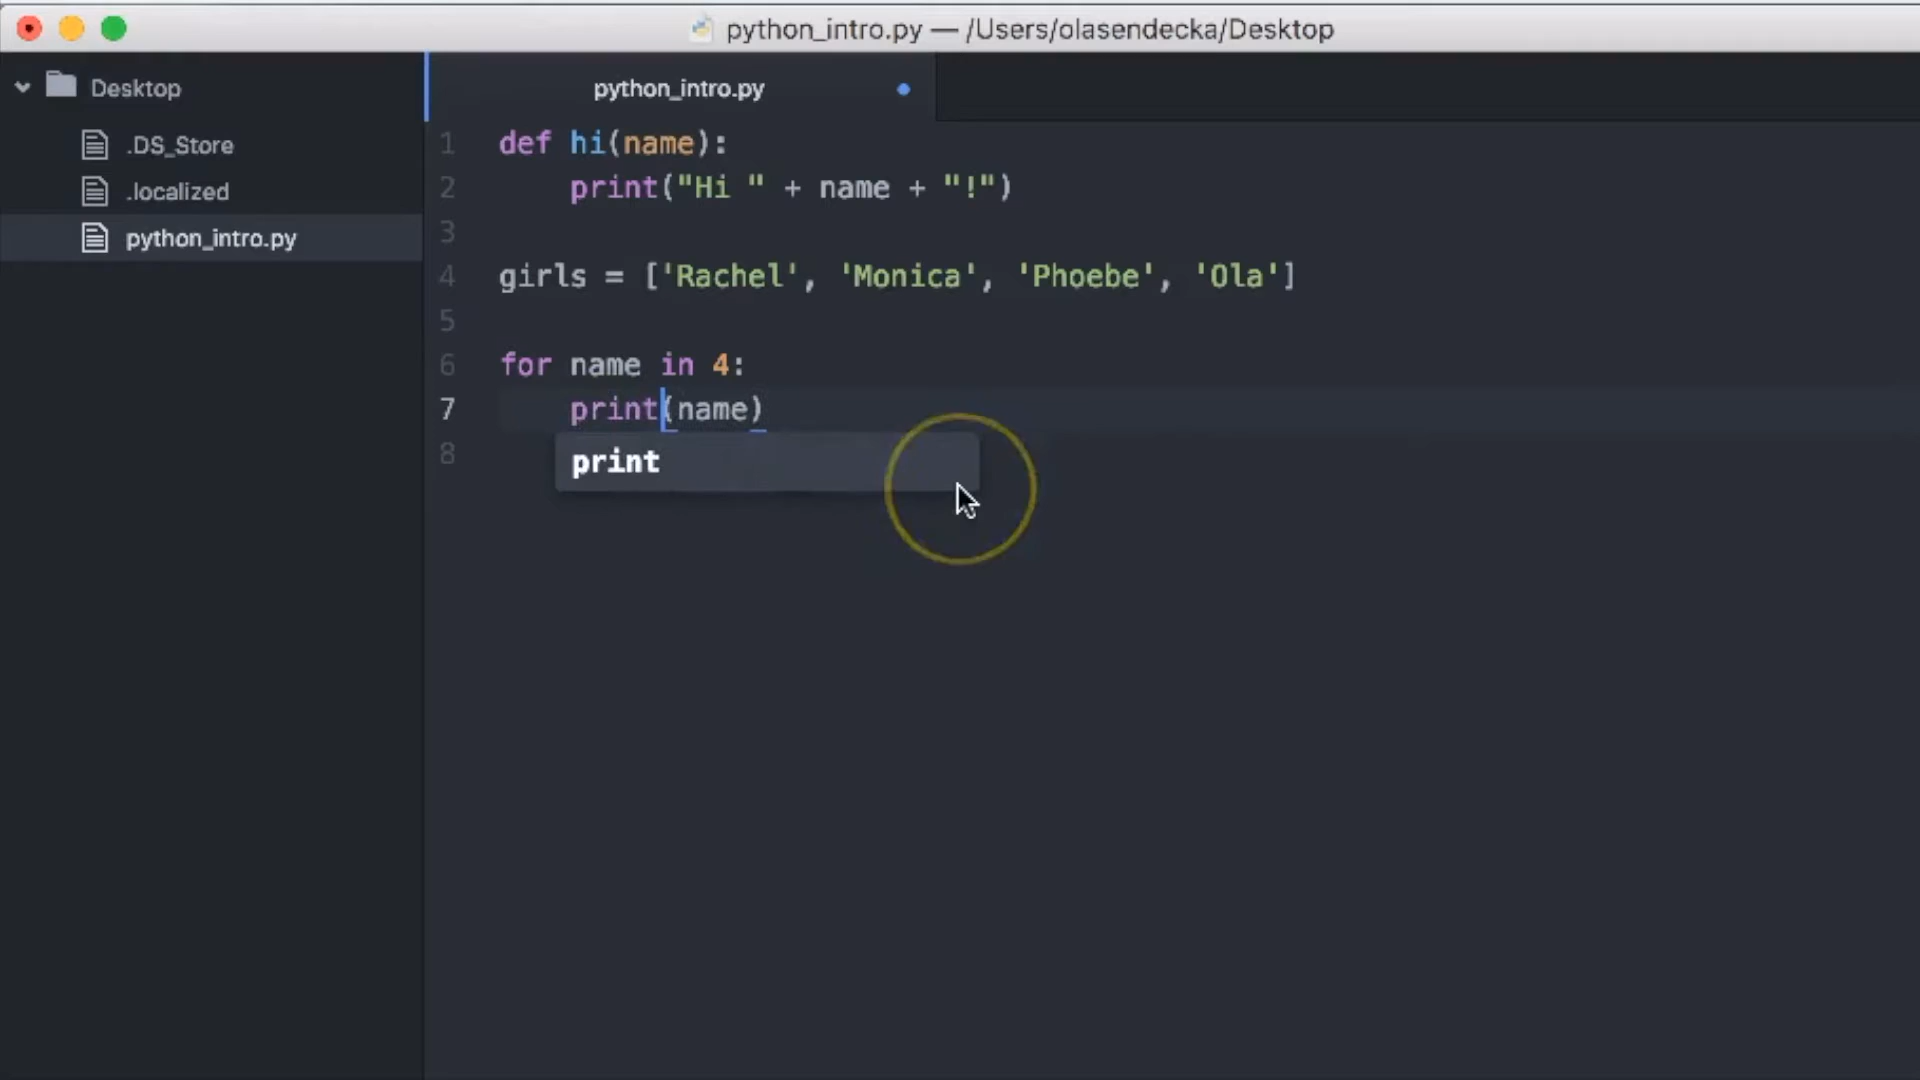 python_intro.py — /Users/olasendecka/Desktop
Desktop
.DS_Store
.localized
python_intro.py
python_intro.py
1 def hi(name):
2     print("Hi " + name + "!")
3
4 girls = ['Rachel', 'Monica', 'Phoebe', 'Ola']
5
6 for name in 4:
7     print(name)
8
print